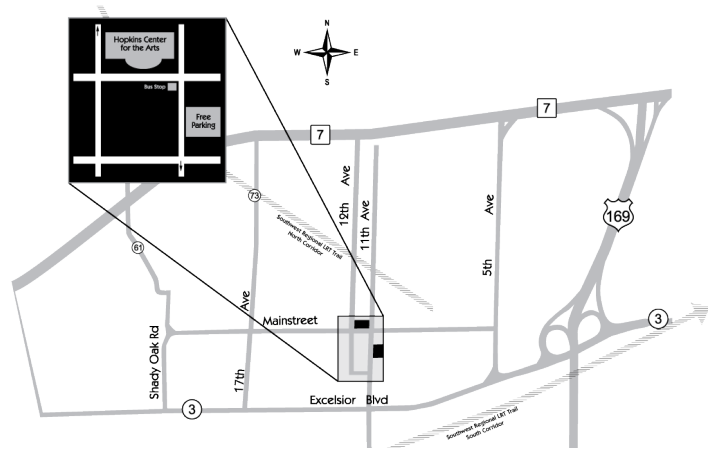 Hopkins Center
for the Arts
Bus Stop
Free
Parking
N
W
E
S
7
7
73
12th Ave
11th Ave
Southwest Regional LRT Trail
North Corridor
5th Ave
169
61
Mainstreet
Shady Oak Rd
17th Ave
3
3
Excelsior Blvd
Southwest Regional LRT Trail
South Corridor